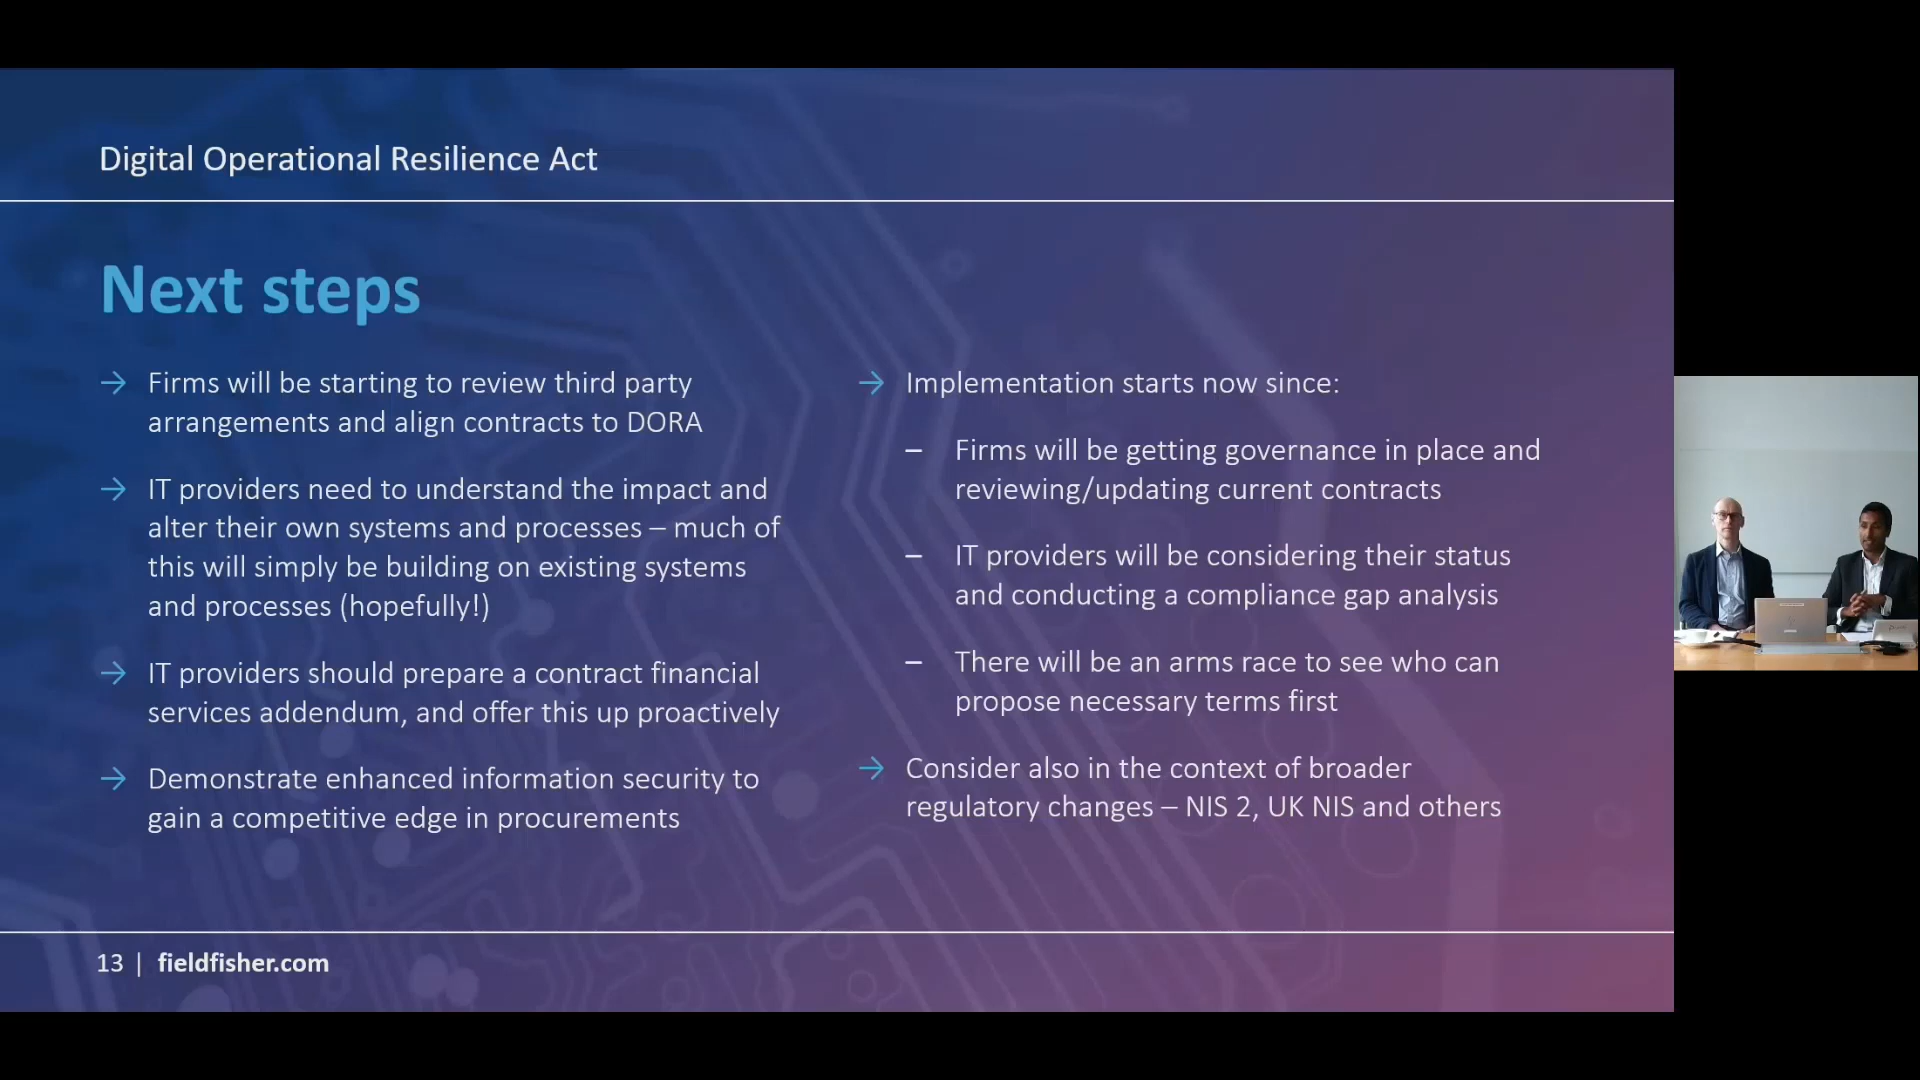 Digital Operational Resilience Act
Next steps
→ Firms will be starting to review third party
arrangements and align contracts to DORA
→ IT providers need to understand the impact and
alter their own systems and processes – much of
this will simply be building on existing systems
and processes (hopefully!)
→ IT providers should prepare a contract financial
services addendum, and offer this up proactively
→ Demonstrate enhanced information security to
gain a competitive edge in procurements
→ Implementation starts now since:
– Firms will be getting governance in place and
reviewing/updating current contracts
– IT providers will be considering their status
and conducting a compliance gap analysis
– There will be an arms race to see who can
propose necessary terms first
→ Consider also in the context of broader
regulatory changes – NIS 2, UK NIS and others
13 | fieldfisher.com